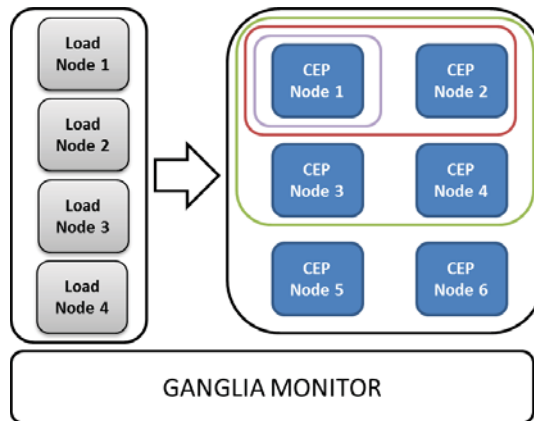 Load
Node 1
Load
Node 2
Load
Node 3
Load
Node 4
CEP
Node 1
CEP
Node 2
CEP
Node 3
CEP
Node 4
CEP
Node 5
CEP
Node 6
GANGLIA MONITOR